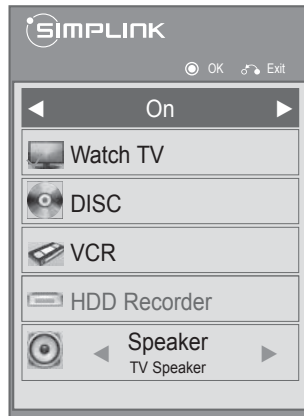 SIMPLINK
OK Exit
On
Watch TV
DISC
VCR
HDD Recorder
Speaker
TV Speaker